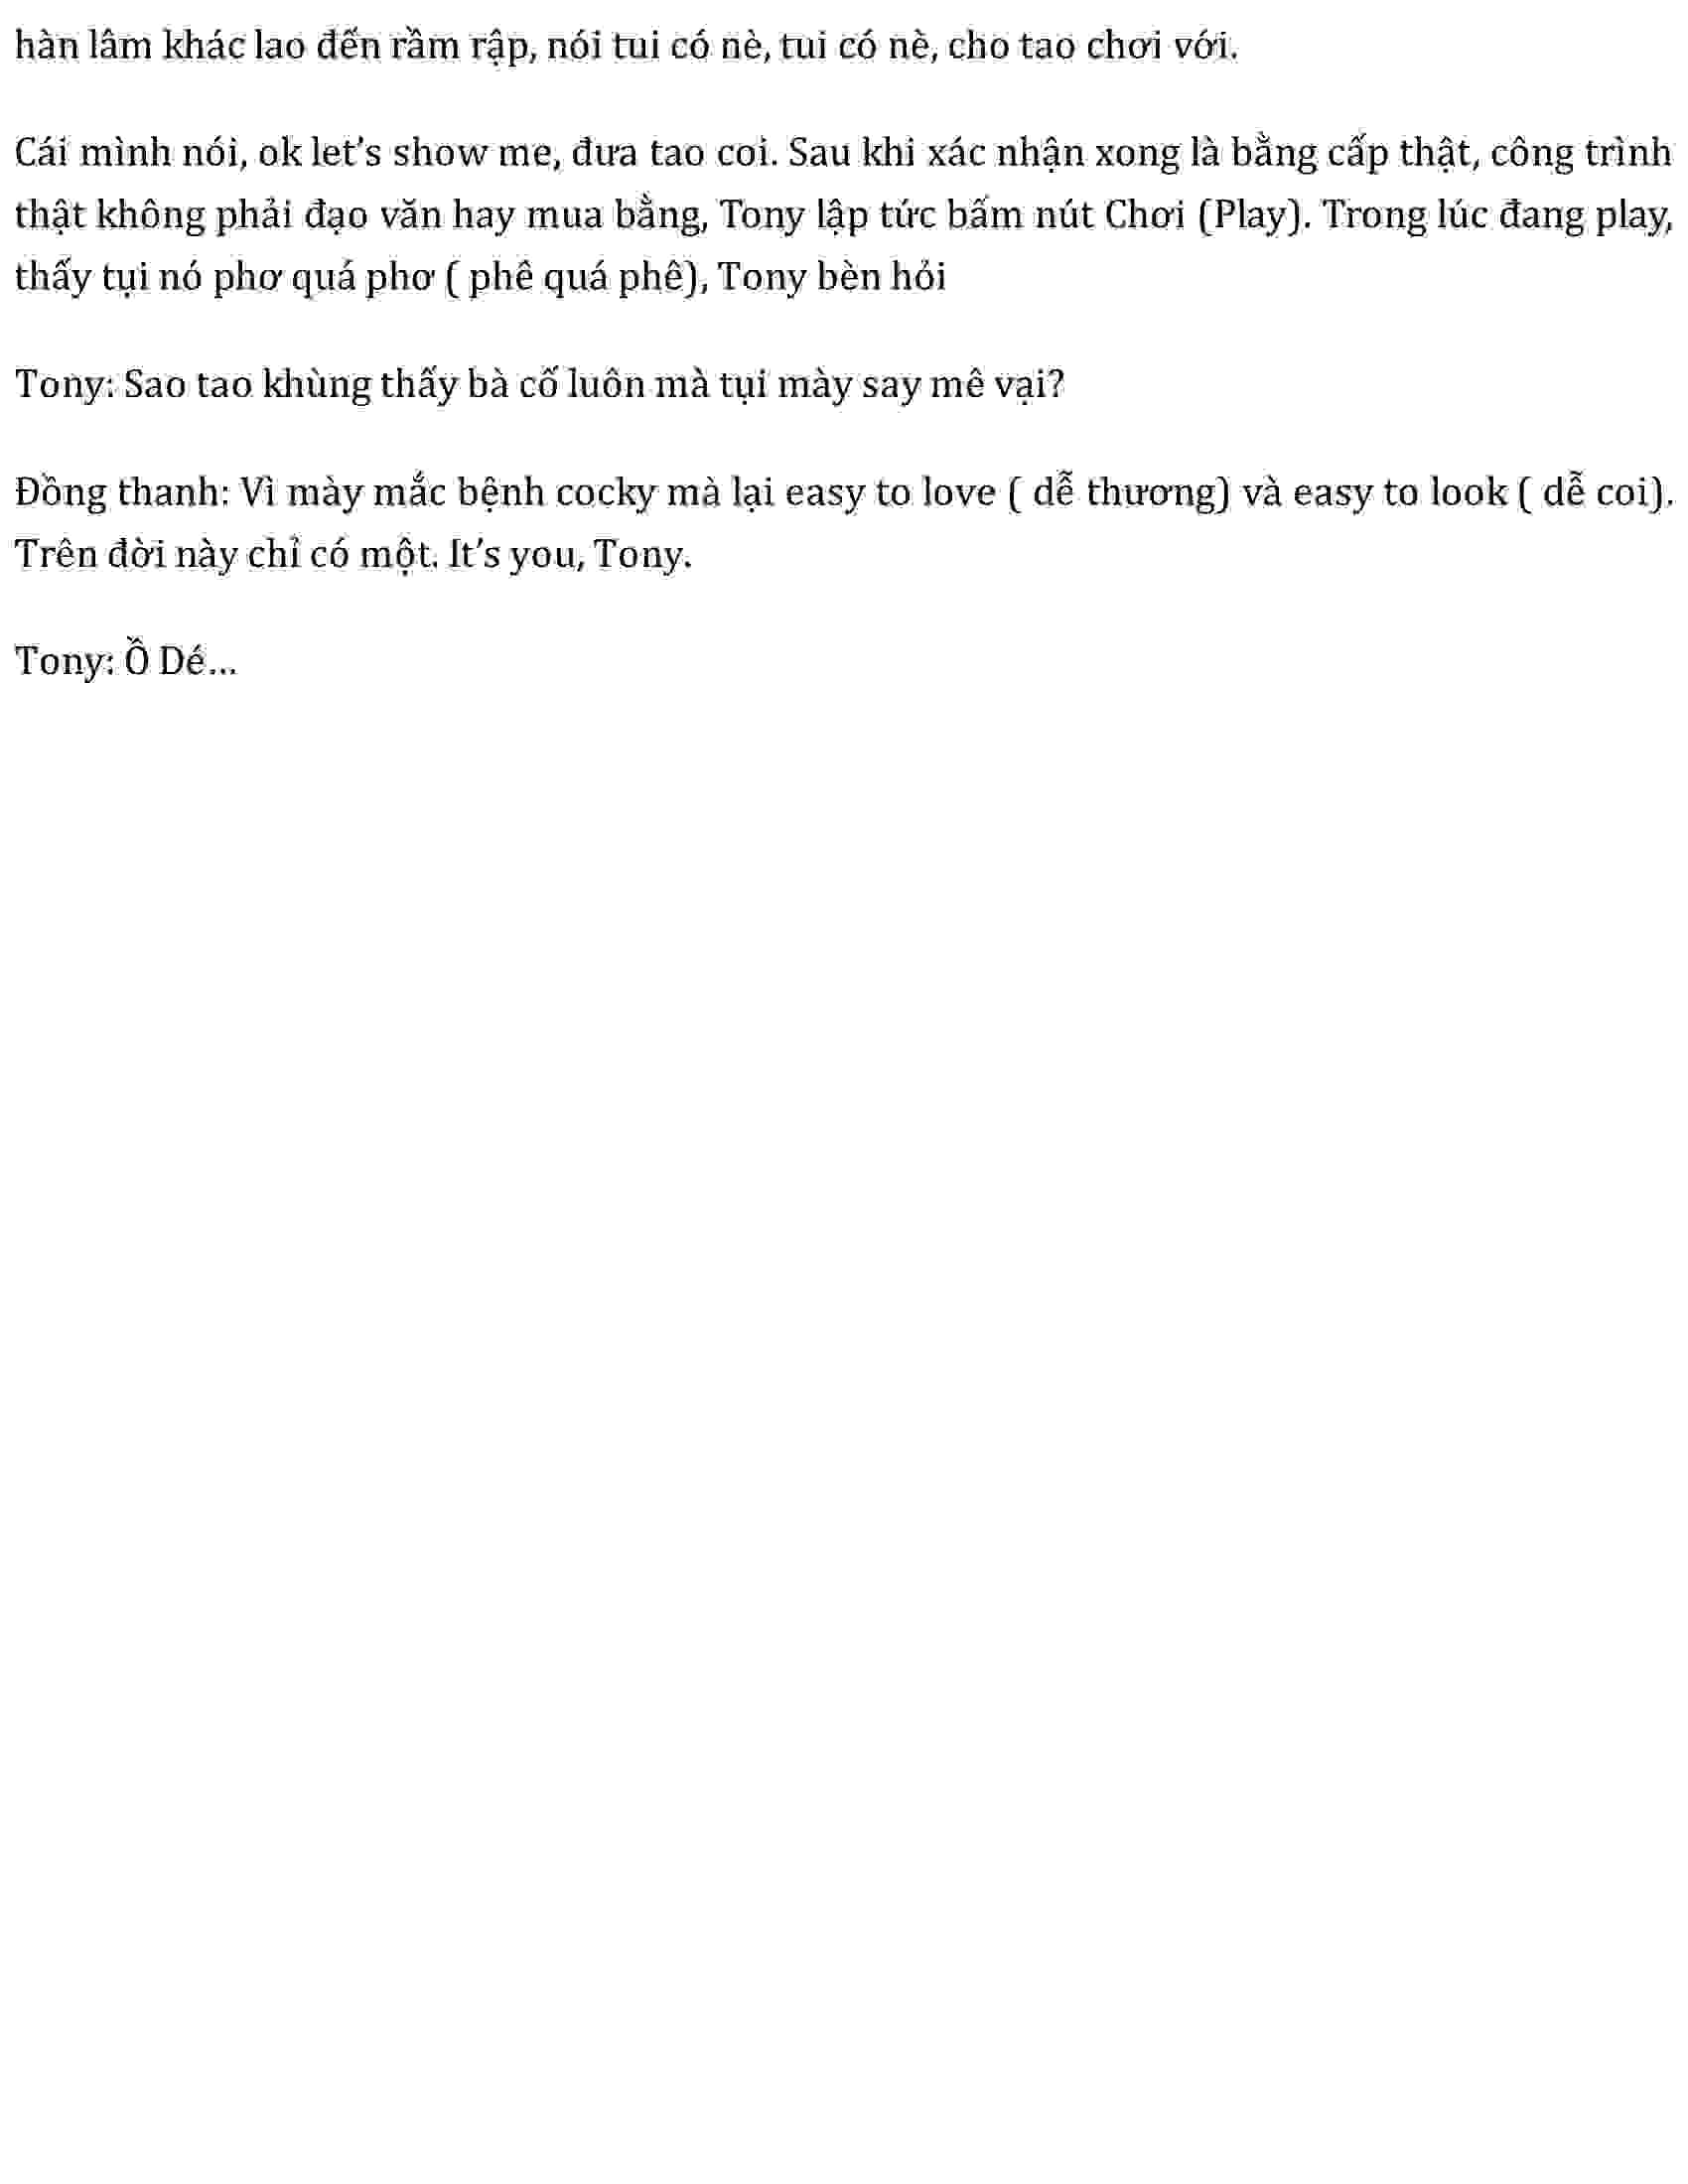 hàn lâm khác lao đến rầm rập, nói tui có nè, tui có nè, cho tao chơi với.
Cái mình nói, ok let’s show me, đưa tao coi. Sau khi xác nhận xong là bằng cấp thật, công trình
thật không phải đạo văn hay mua bằng, Tony lập tức bấm nút Chơi (Play). Trong lúc đang play,
thấy tụi nó phơ quá phơ ( phê quá phê), Tony bèn hỏi
Tony: Sao tao khùng thấy bà cố luôn mà tụi mày say mê vại?
Đồng thanh: Vì mày mắc bệnh cocky mà lại easy to love ( dễ thương) và easy to look ( dễ coi).
Trên đời này chỉ có một. It’s you, Tony.
Tony: Ồ Dé...